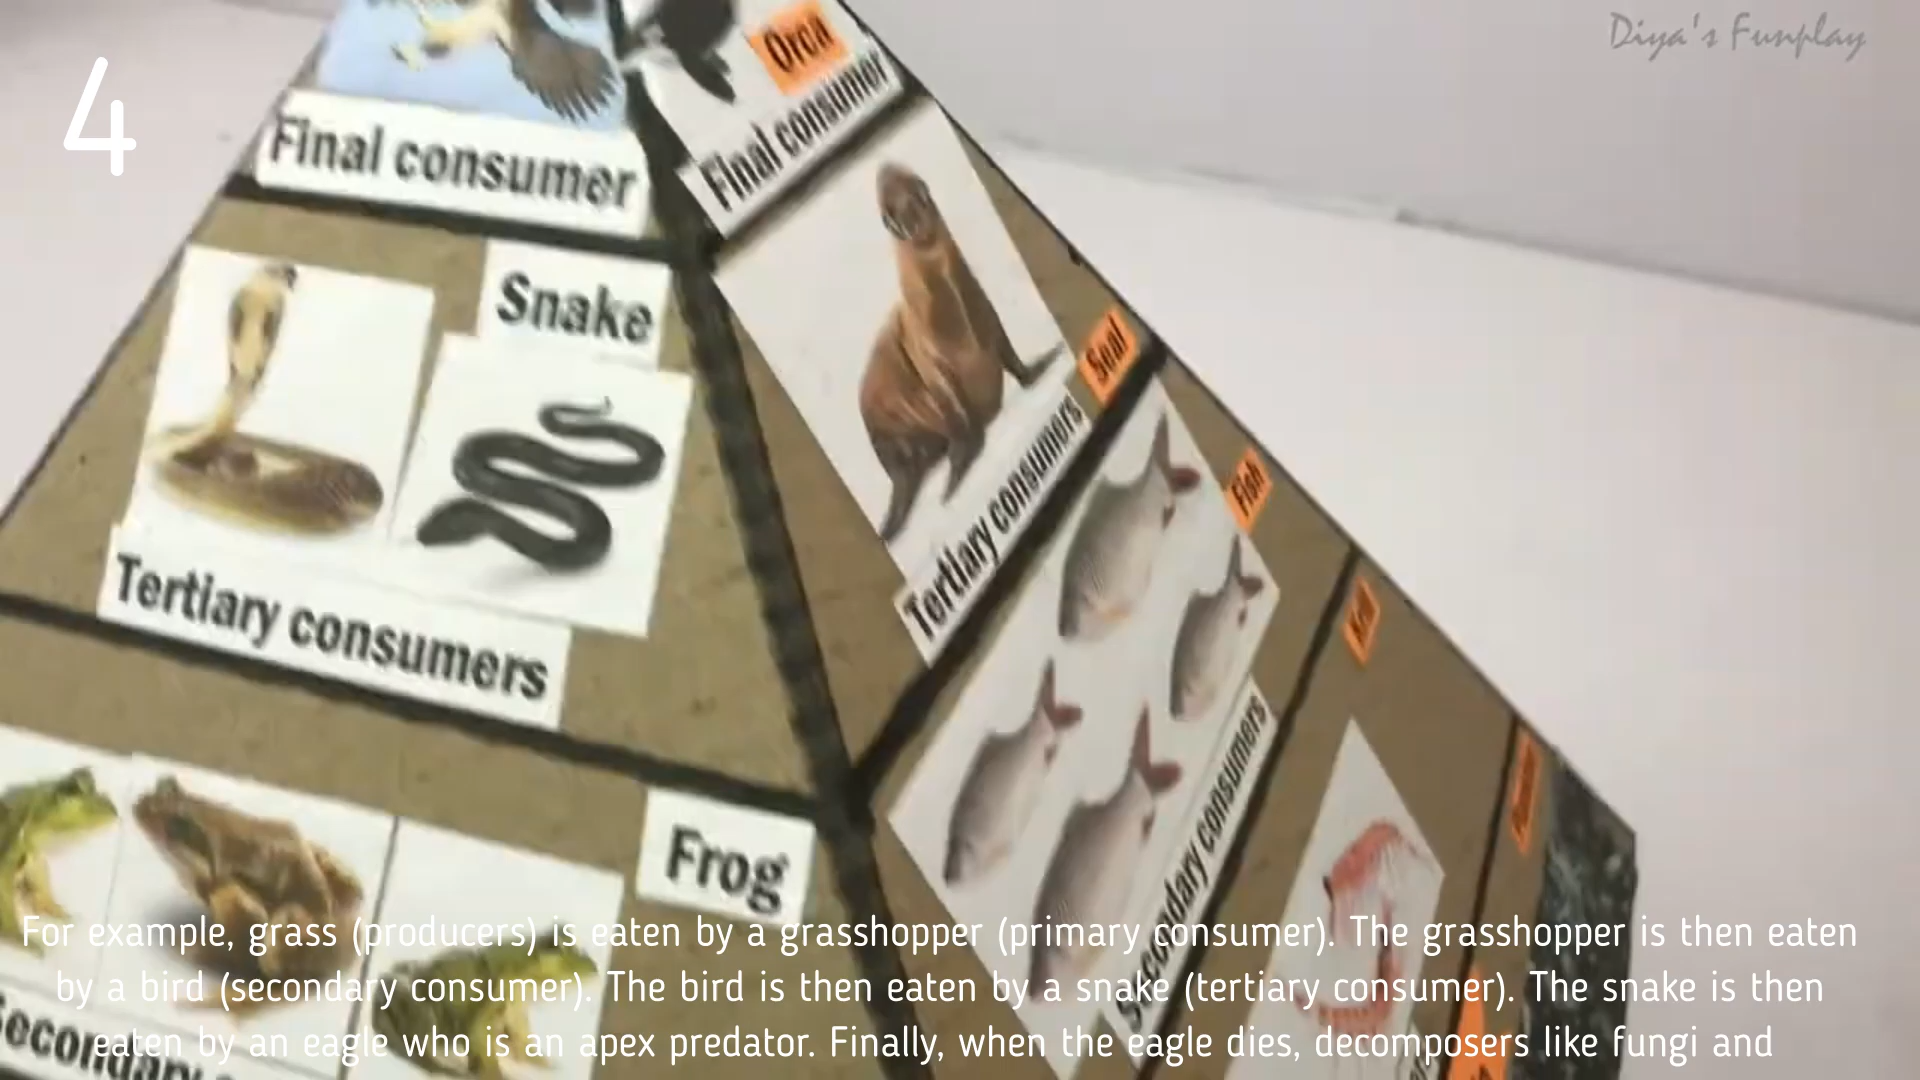 Diya's Funplay
4
Orca
Final consumer
Final consumer
Snake
Seal
Tertiary consumers
Tertiary consumers
Fish
Krill
Secondary consumers
Frog
For example, grass (producers) is eaten by a grasshopper (primary consumer). The grasshopper is then eaten
by a bird (secondary consumer). The bird is then eaten by a snake (tertiary consumer). The snake is then
eaten by an eagle who is an apex predator. Finally, when the eagle dies, decomposers like fungi and